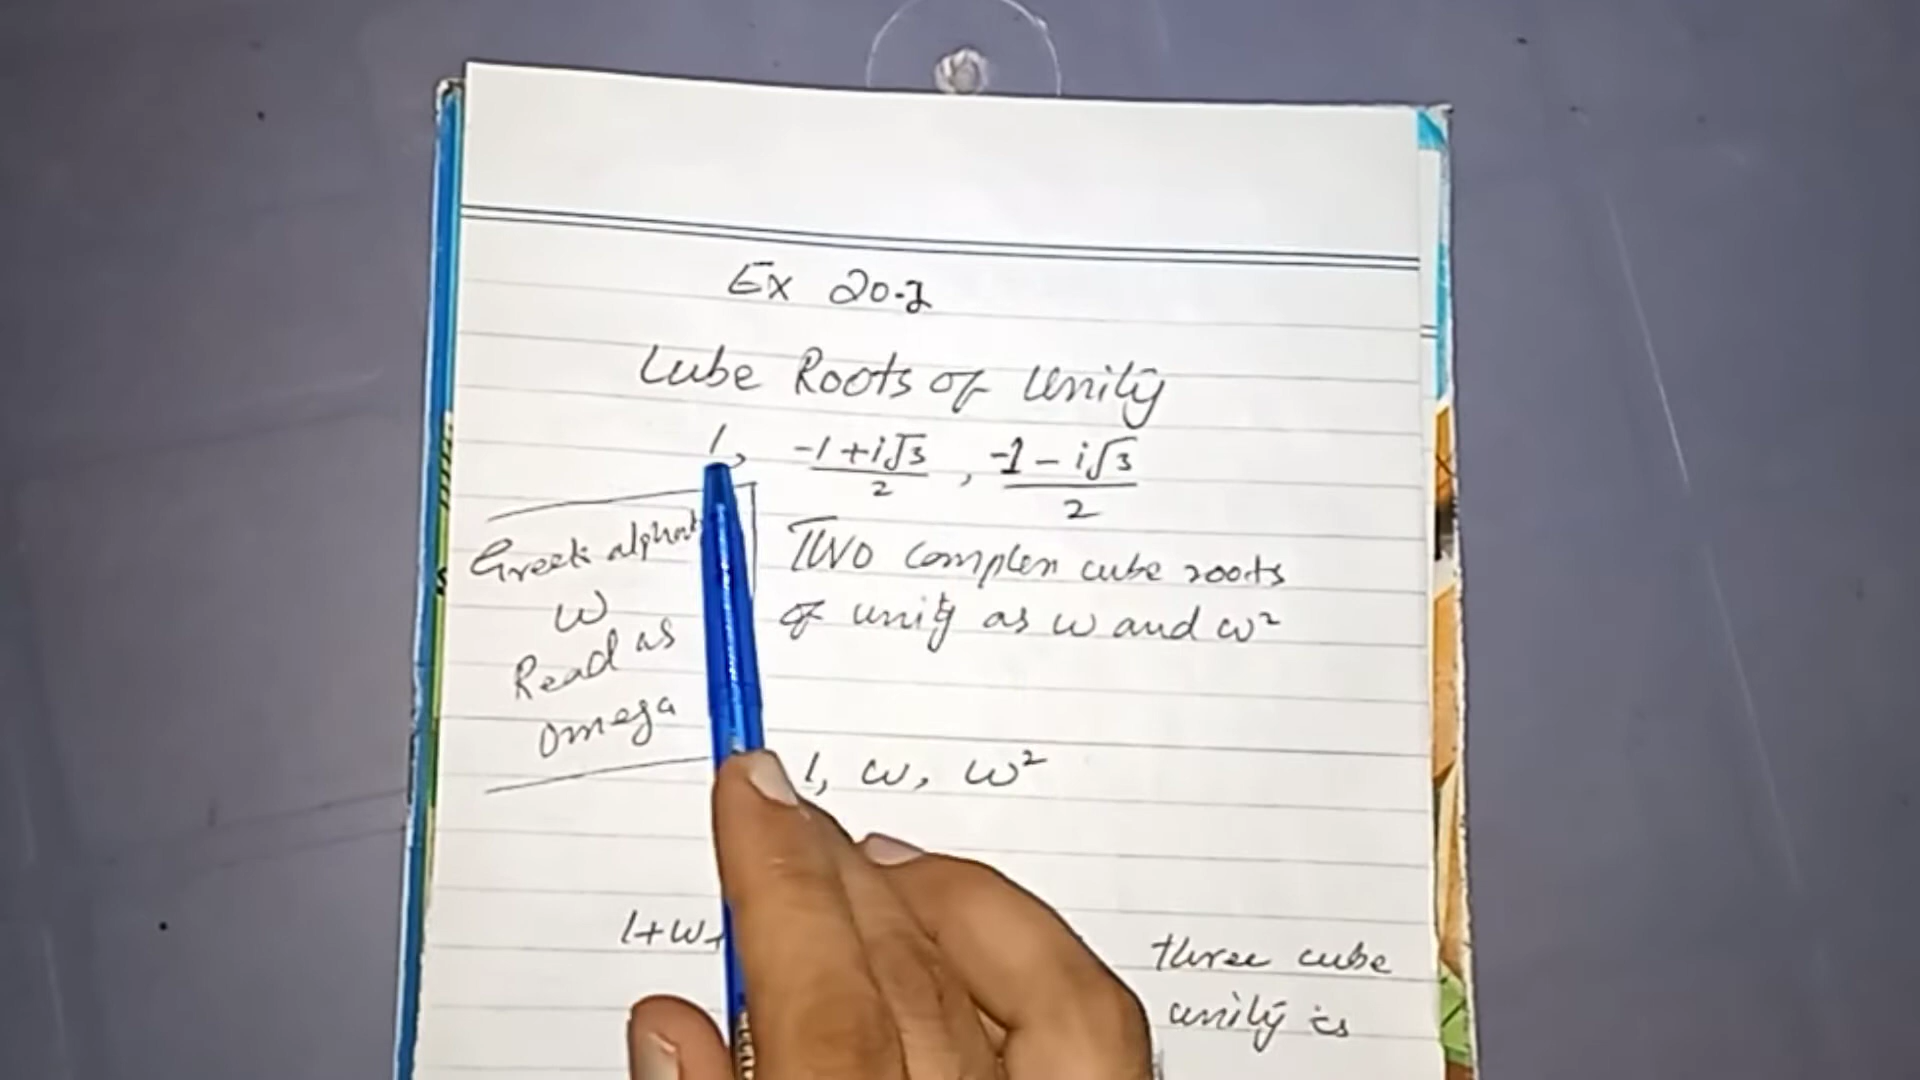 Ex 20.2
Cube Roots of Unity
1, -1+i√3/2, -1-i√3/2
Greek
ω
Read as
omega
Two complex cube roots
of unity as ω and ω²
1, ω, ω²
1+ω+
three cube
unity is